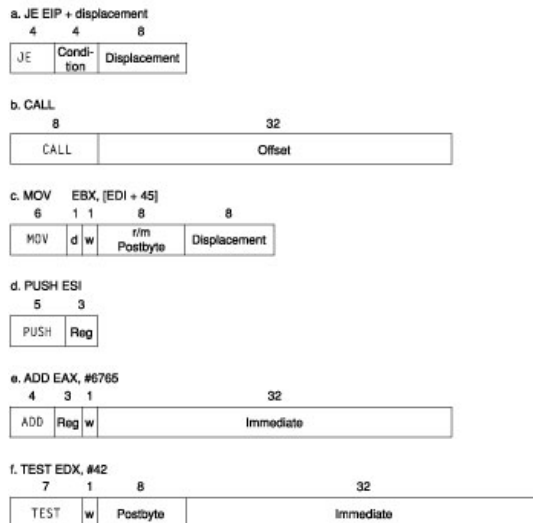 a. JE EIP + displacement
4 4 8
JE Condi-tion Displacement
b. CALL
8 32
CALL Offset
c. MOV EBX, [EDI + 45]
6 1 1 8 8
MOV d w r/m Postbyte Displacement
d. PUSH ESI
5 3
PUSH Reg
e. ADD EAX, #6765
4 3 1 32
ADD Reg w Immediate
f. TEST EDX, #42
7 1 8 32
TEST w Postbyte Immediate